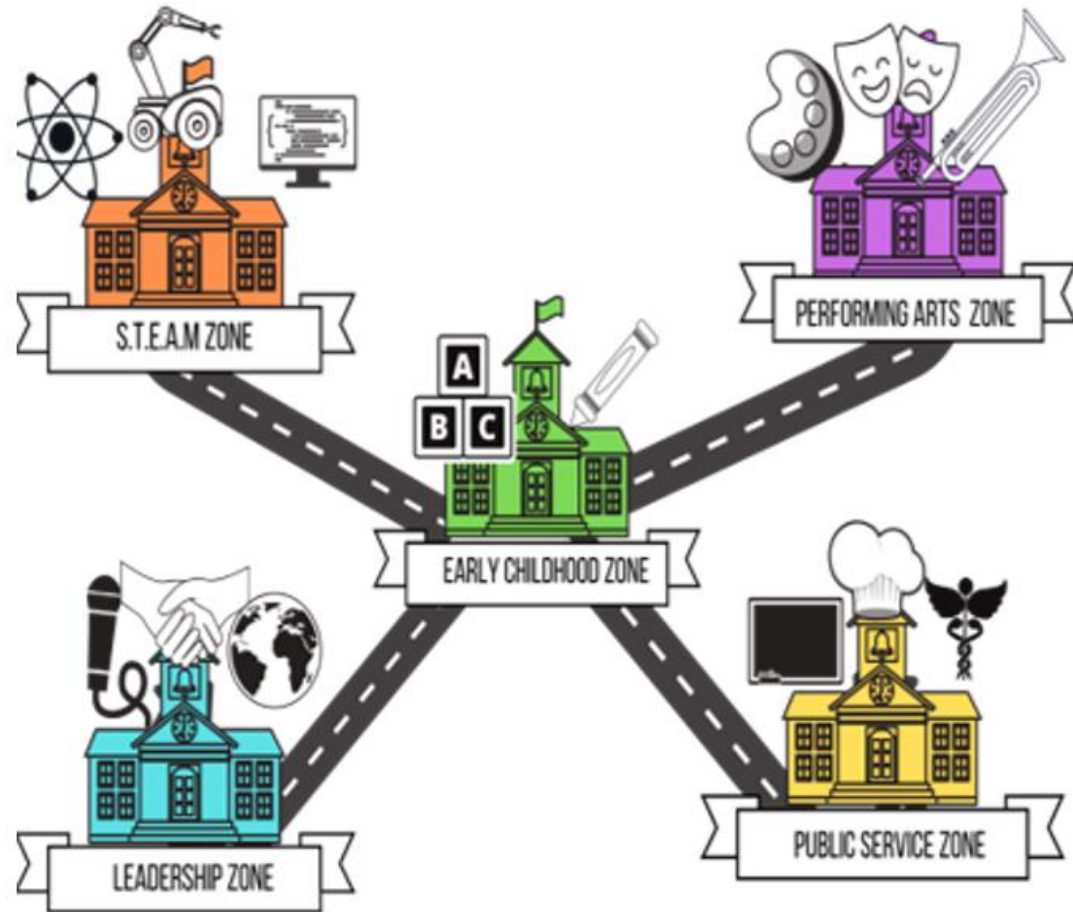 S.T.E.A.M ZONE
PERFORMING ARTS ZONE
A
B C
EARLY CHILDHOOD ZONE
LEADERSHIP ZONE
PUBLIC SERVICE ZONE